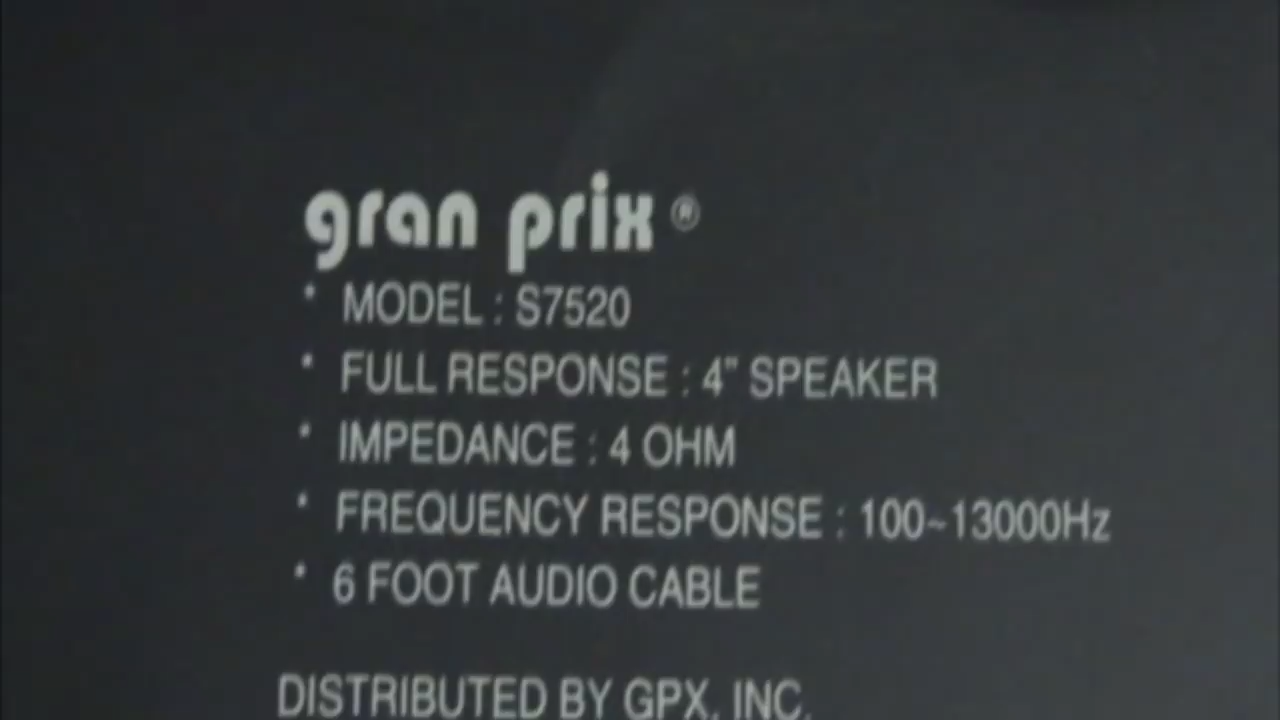 gran prix ®
* MODEL : S7520
* FULL RESPONSE : 4" SPEAKER
* IMPEDANCE : 4 OHM
* FREQUENCY RESPONSE : 100~13000Hz
* 6 FOOT AUDIO CABLE
DISTRIBUTED BY GPX, INC.